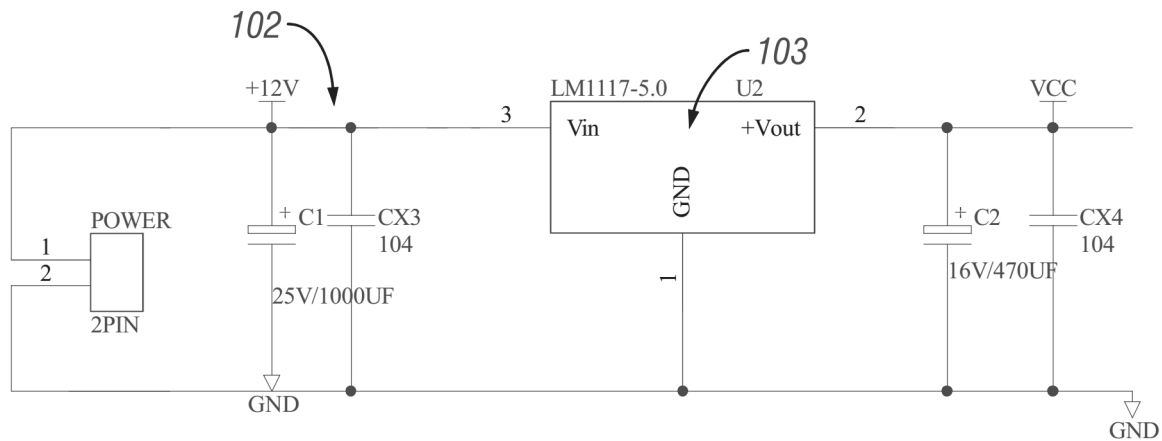 102
103
+12V
LM1117-5.0
U2
VCC
3
Vin
+Vout
2
GND
POWER
1
2
2PIN
+
C1
25V/1000UF
CX3
104
1
+
C2
16V/470UF
CX4
104
GND
GND